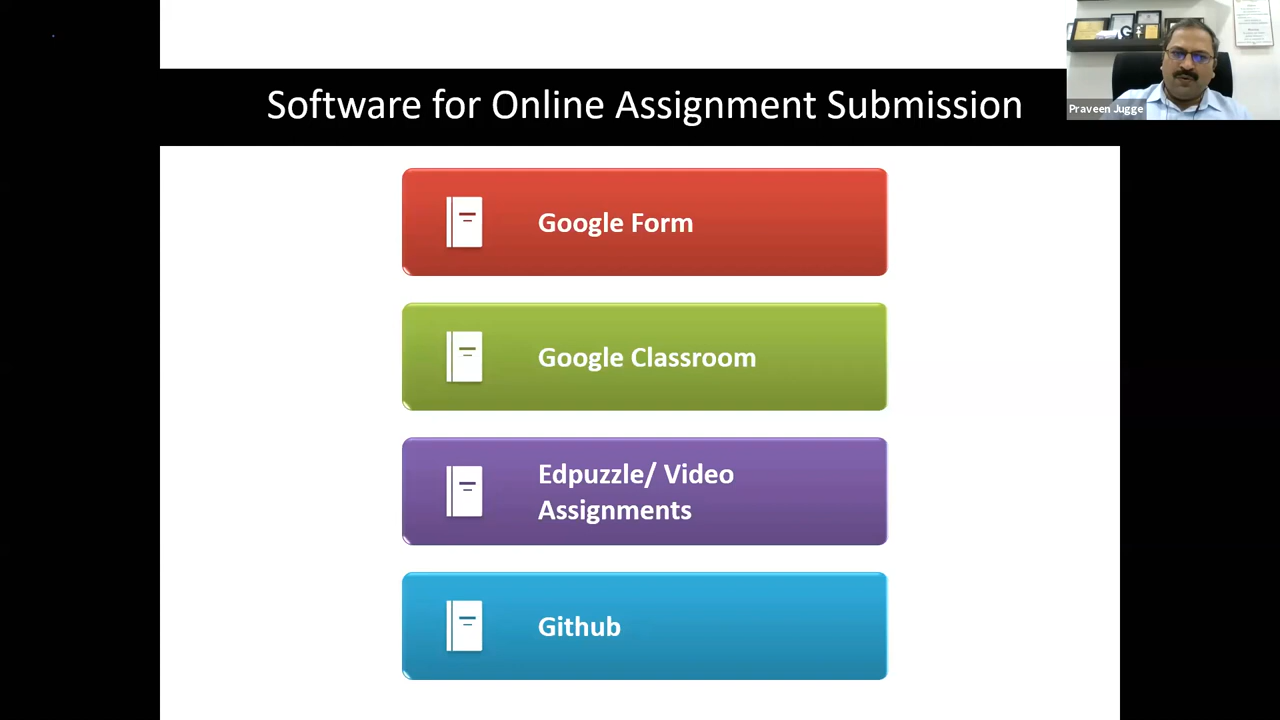 Software for Online Assignment Submission
Praveen Jugge
Google Form
Google Classroom
Edpuzzle/ Video
Assignments
Github